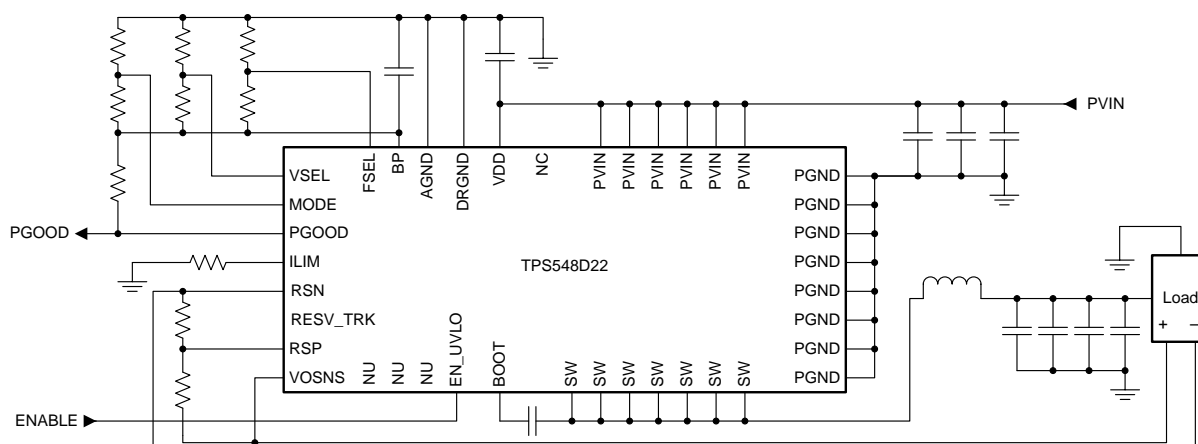 PVIN
FSEL
BP
AGND
DRGND
VDD
NC
PVIN
PVIN
PVIN
PVIN
PVIN
PVIN
VSEL
MODE
PGOOD
PGOOD
ILIM
RSN
RESV_TRK
RSP
VOSNS
TPS548D22
PGND
PGND
PGND
PGND
PGND
PGND
PGND
PGND
Load
+ –
NU
NU
NU
EN_UVLO
BOOT
SW
SW
SW
SW
SW
SW
SW
ENABLE